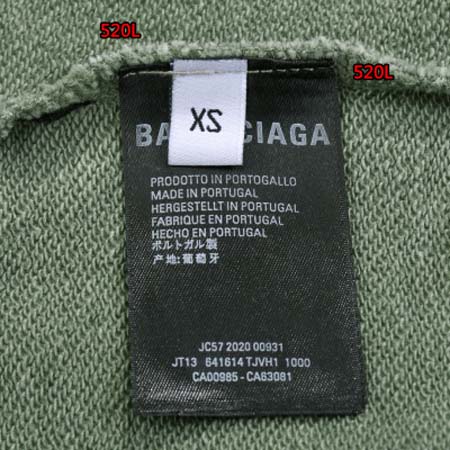 520L
520L
XS
BA CIAGA
PRODOTTO IN PORTOGALLO
MADE IN PORTUGAL
HERGESTELLT IN PORTUGAL
FABRIQUE EN PORTUGAL
HECHO EN PORTUGAL
ポルトガル製
产地:葡萄牙
JC57 2020 00931
JT13 641614 TJVH1 1000
CA00985 - CA63081